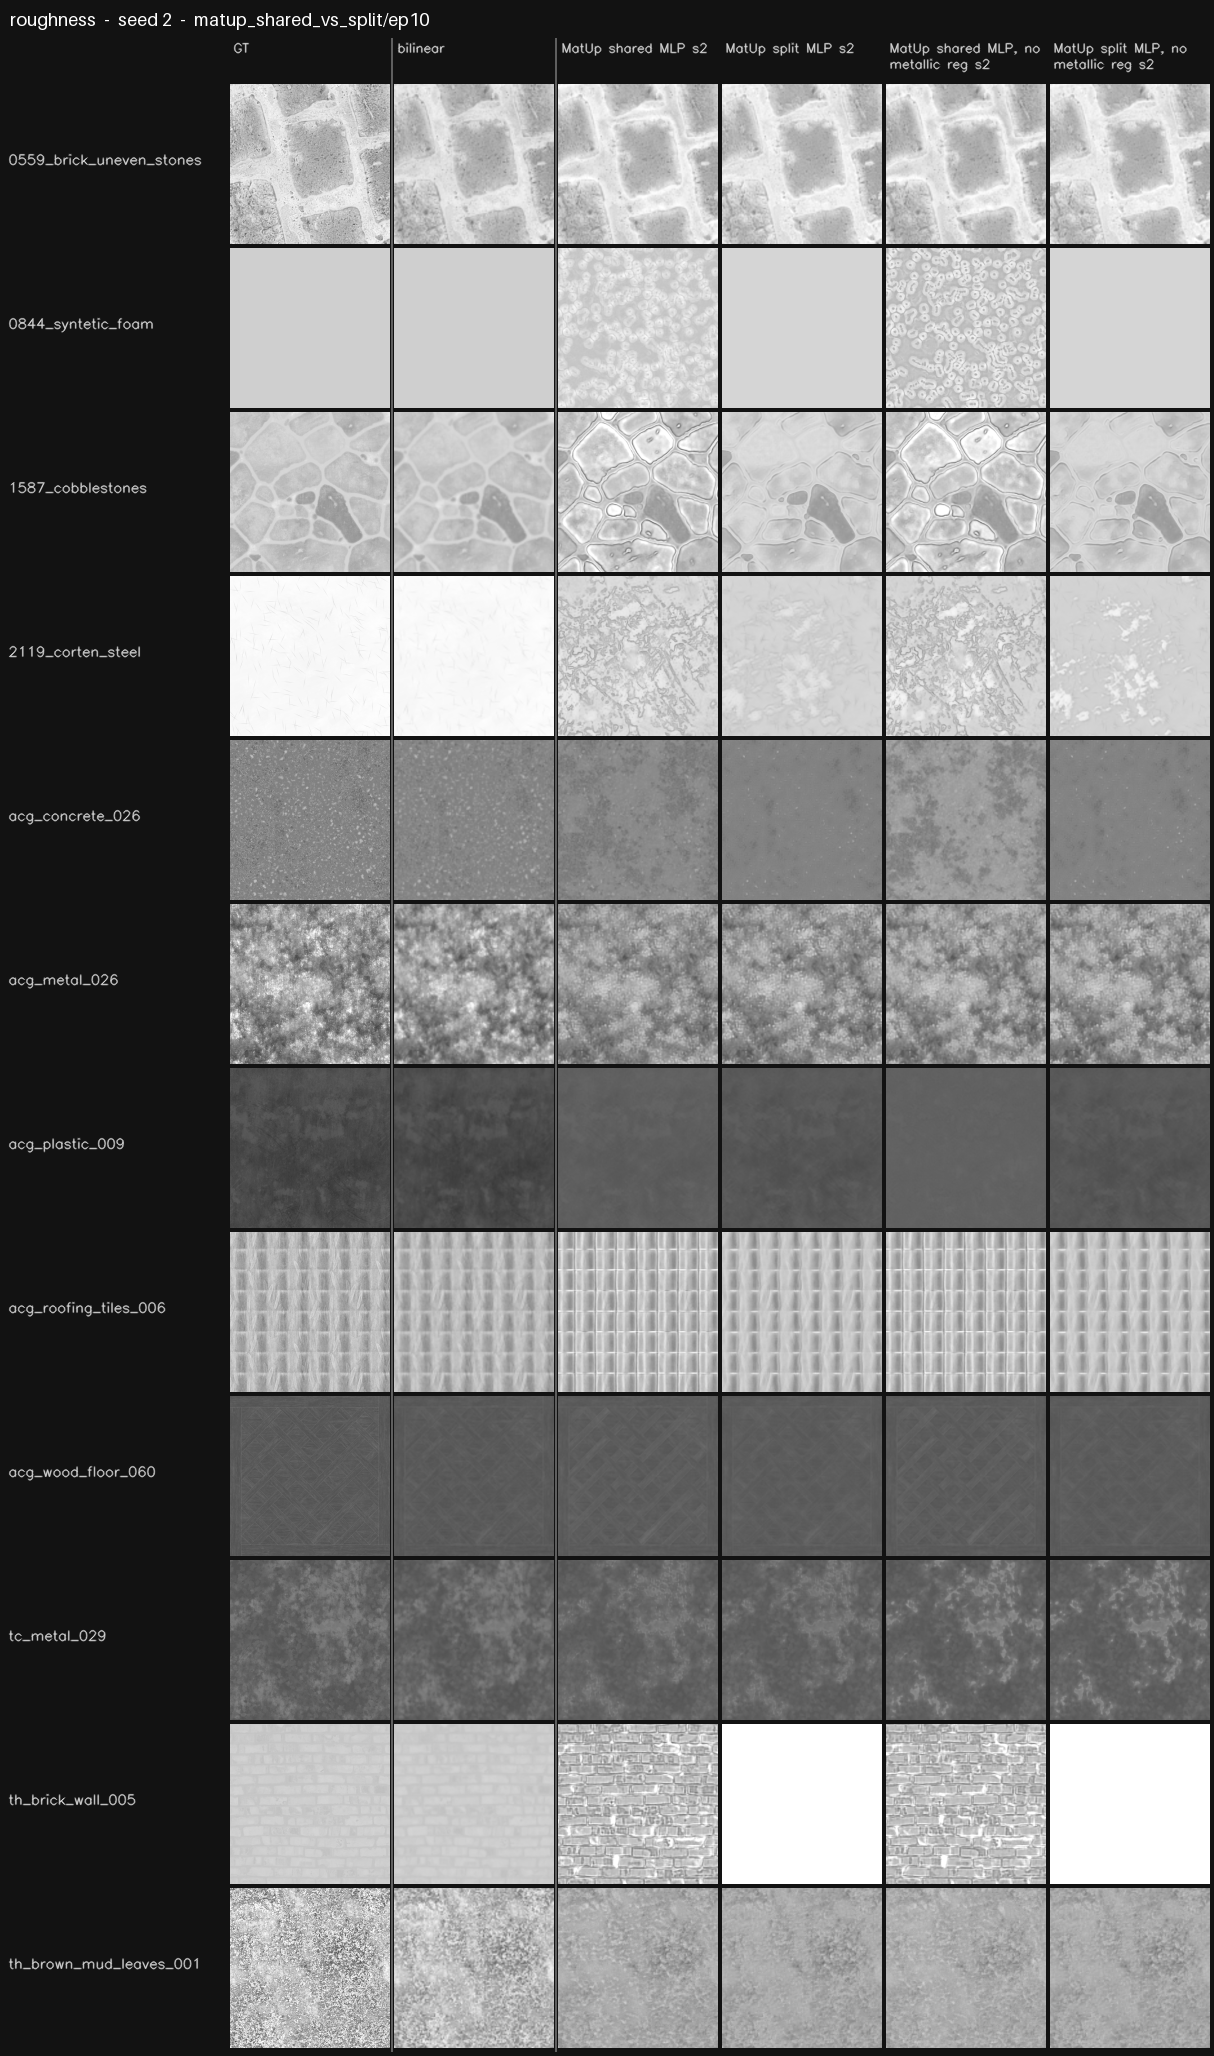 roughness - seed 2 - matup_shared_vs_split/ep10
GT
bilinear
MatUp shared MLP s2
MatUp split MLP s2
MatUp shared MLP, no
metallic reg s2
MatUp split MLP, no
metallic reg s2
0559_brick_uneven_stones
0844_syntetic_foam
1587_cobblestones
2119_corten_steel
acg_concrete_026
acg_metal_026
acg_plastic_009
acg_roofing_tiles_006
acg_wood_floor_060
tc_metal_029
th_brick_wall_005
th_brown_mud_leaves_001